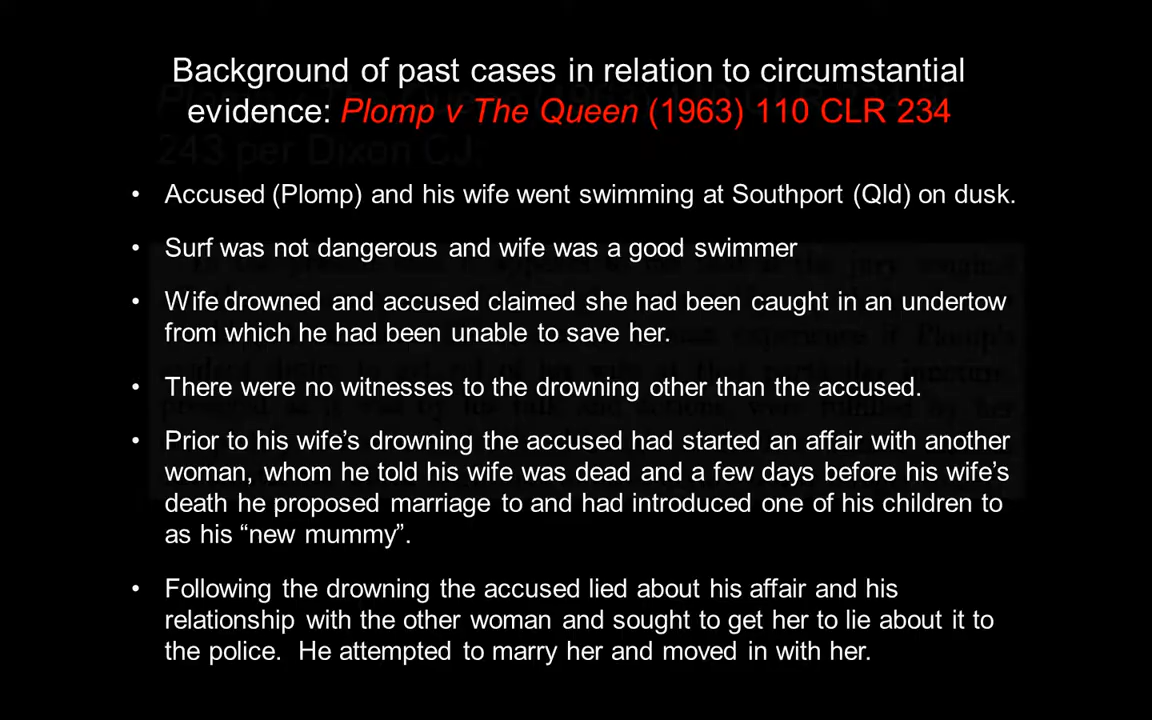 Background of past cases in relation to circumstantial
evidence: Plomp v The Queen (1963) 110 CLR 234
243 per Dixon CJ:
• Accused (Plomp) and his wife went swimming at Southport (Qld) on dusk.
• Surf was not dangerous and wife was a good swimmer
• Wife drowned and accused claimed she had been caught in an undertow
from which he had been unable to save her.
• There were no witnesses to the drowning other than the accused.
• Prior to his wife's drowning the accused had started an affair with another
woman, whom he told his wife was dead and a few days before his wife's
death he proposed marriage to and had introduced one of his children to
as his “new mummy”.
• Following the drowning the accused lied about his affair and his
relationship with the other woman and sought to get her to lie about it to
the police. He attempted to marry her and moved in with her.